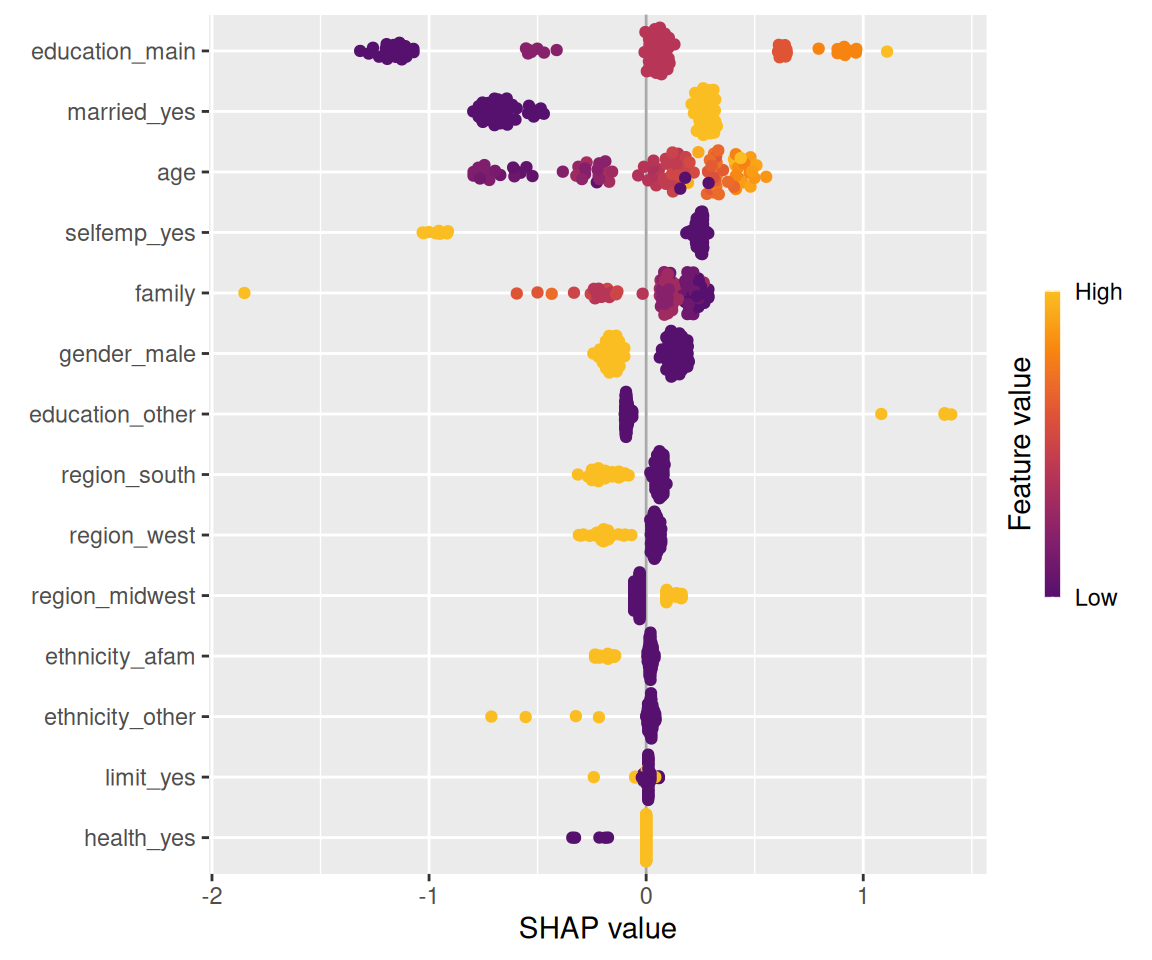 education_main
married_yes
age
selfemp_yes
family
gender_male
education_other
region_south
region_west
region_midwest
ethnicity_afam
ethnicity_other
limit_yes
health_yes
-2 -1 0 1
SHAP value
High
Low
Feature value